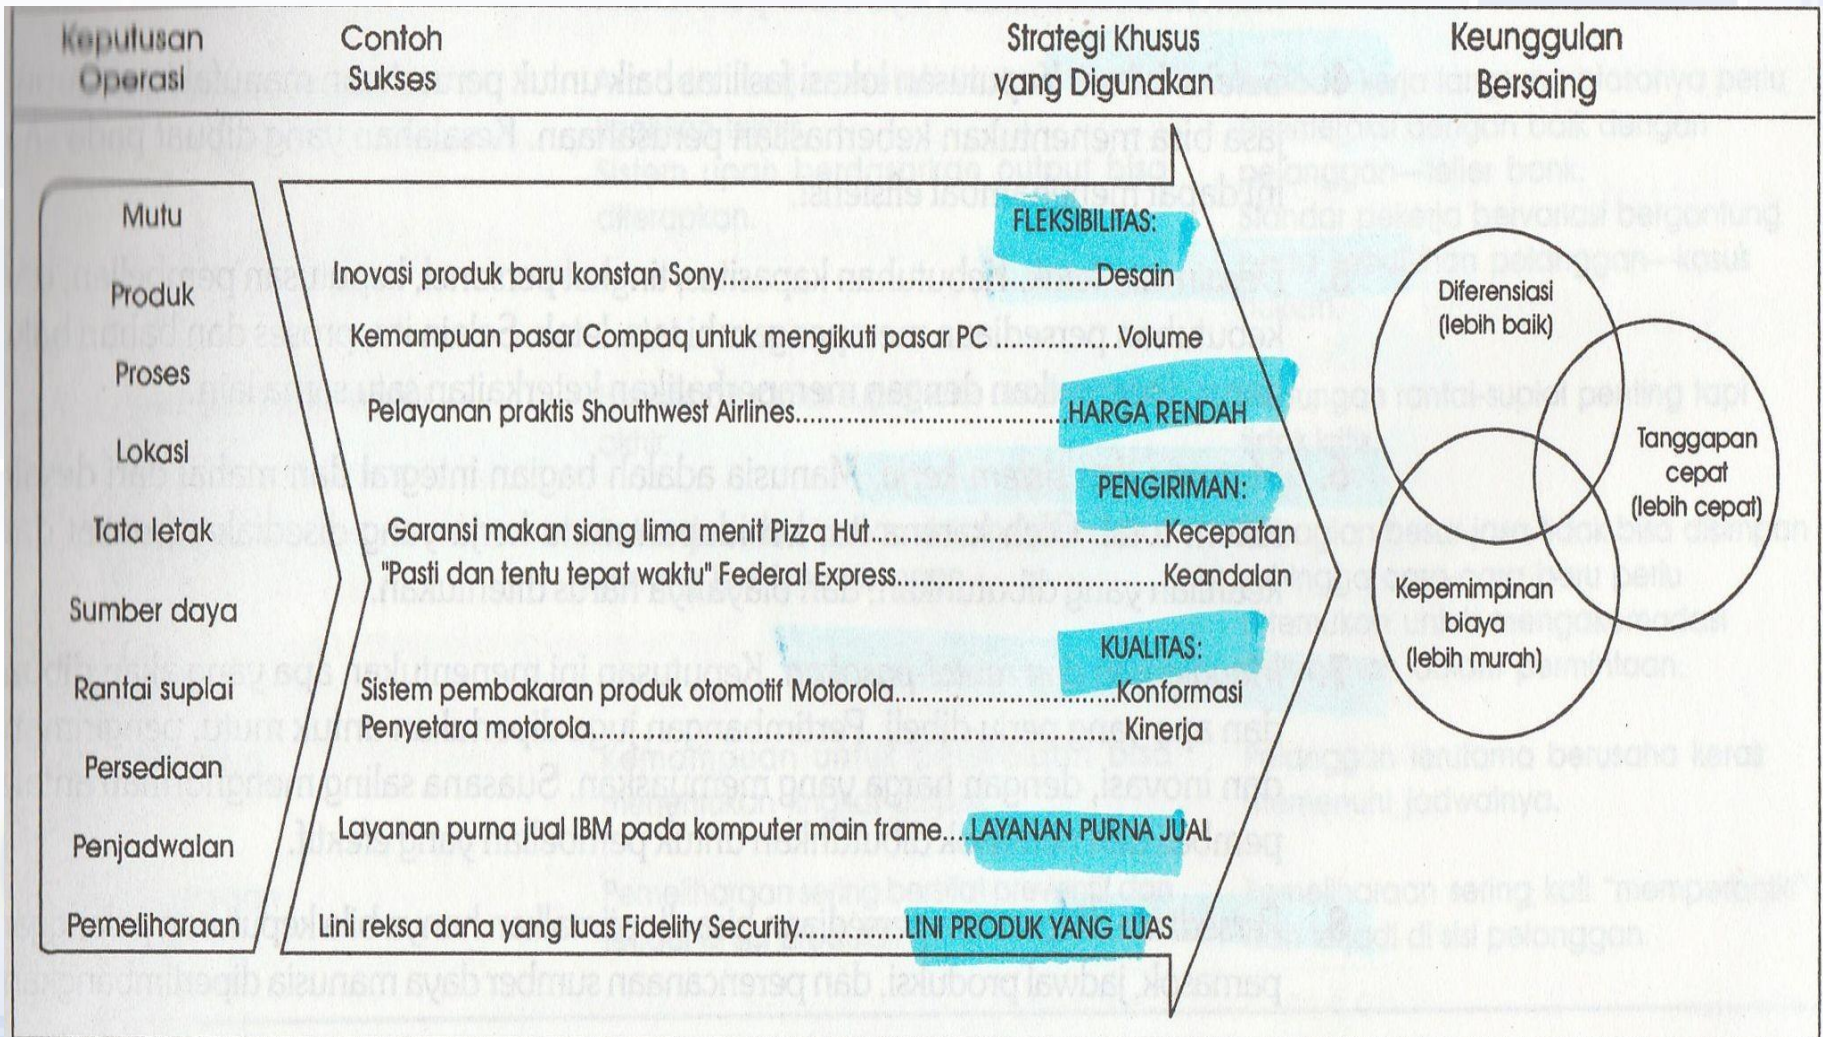 Keputusan
Operasi
Contoh
Sukses
Strategi Khusus
yang Digunakan
Keunggulan
Bersaing
Mutu
Produk
Proses
Lokasi
Tata letak
Sumber daya
Rantai suplai
Persediaan
Penjadwalan
Pemeliharaan
FLEKSIBILITAS:
Inovasi produk baru konstan Sony..........Desain
Kemampuan pasar Compaq untuk mengikuti pasar PC ..........Volume
Pelayanan praktis Shouthwest Airlines..........HARGA RENDAH
PENGIRIMAN:
Garansi makan siang lima menit Pizza Hut..........Kecepatan
"Pasti dan tentu tepat waktu" Federal Express..........Keandalan
KUALITAS:
Sistem pembakaran produk otomotif Motorola..........Konformasi
Penyetara motorola.......... Kinerja
Layanan purna jual IBM pada komputer main frame....LAYANAN PURNA JUAL
Lini reksa dana yang luas Fidelity Security..........LINI PRODUK YANG LUAS
Diferensiasi
(lebih baik)
Tanggapan
cepat
(lebih cepat)
Kepemimpinan
biaya
(lebih murah)